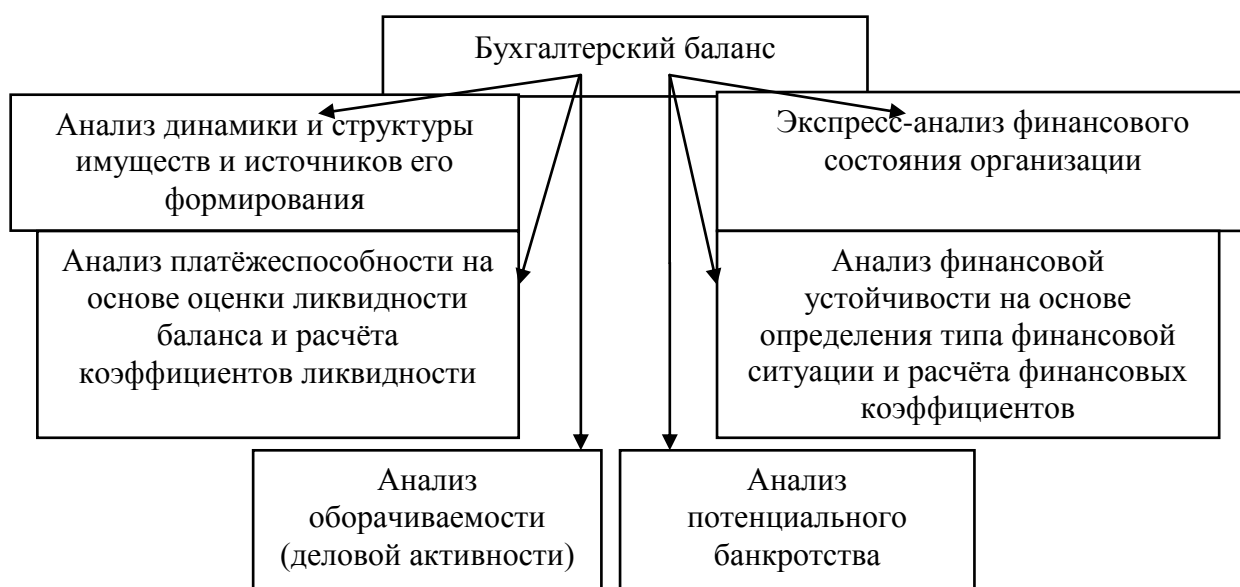 Бухгалтерский баланс
Анализ динамики и структуры
имуществ и источников его
формирования
Экспресс-анализ финансового
состояния организации
Анализ платёжеспособности на
основе оценки ликвидности
баланса и расчёта
коэффициентов ликвидности
Анализ финансовой
устойчивости на основе
определения типа финансовой
ситуации и расчёта финансовых
коэффициентов
Анализ
оборачиваемости
(деловой активности)
Анализ
потенциального
банкротства